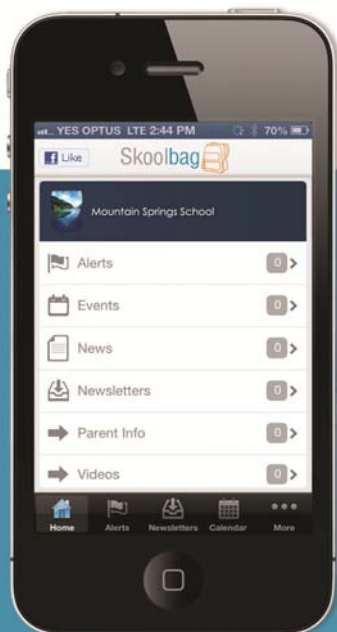 YES OPTUS LTE 2:44 PM 70%
Like Skoolbag
Mountain Springs School
Alerts 0
Events 0
News 0
Newsletters 0
Parent Info 0
Videos 0
Home Alerts Newsletters Calendar More